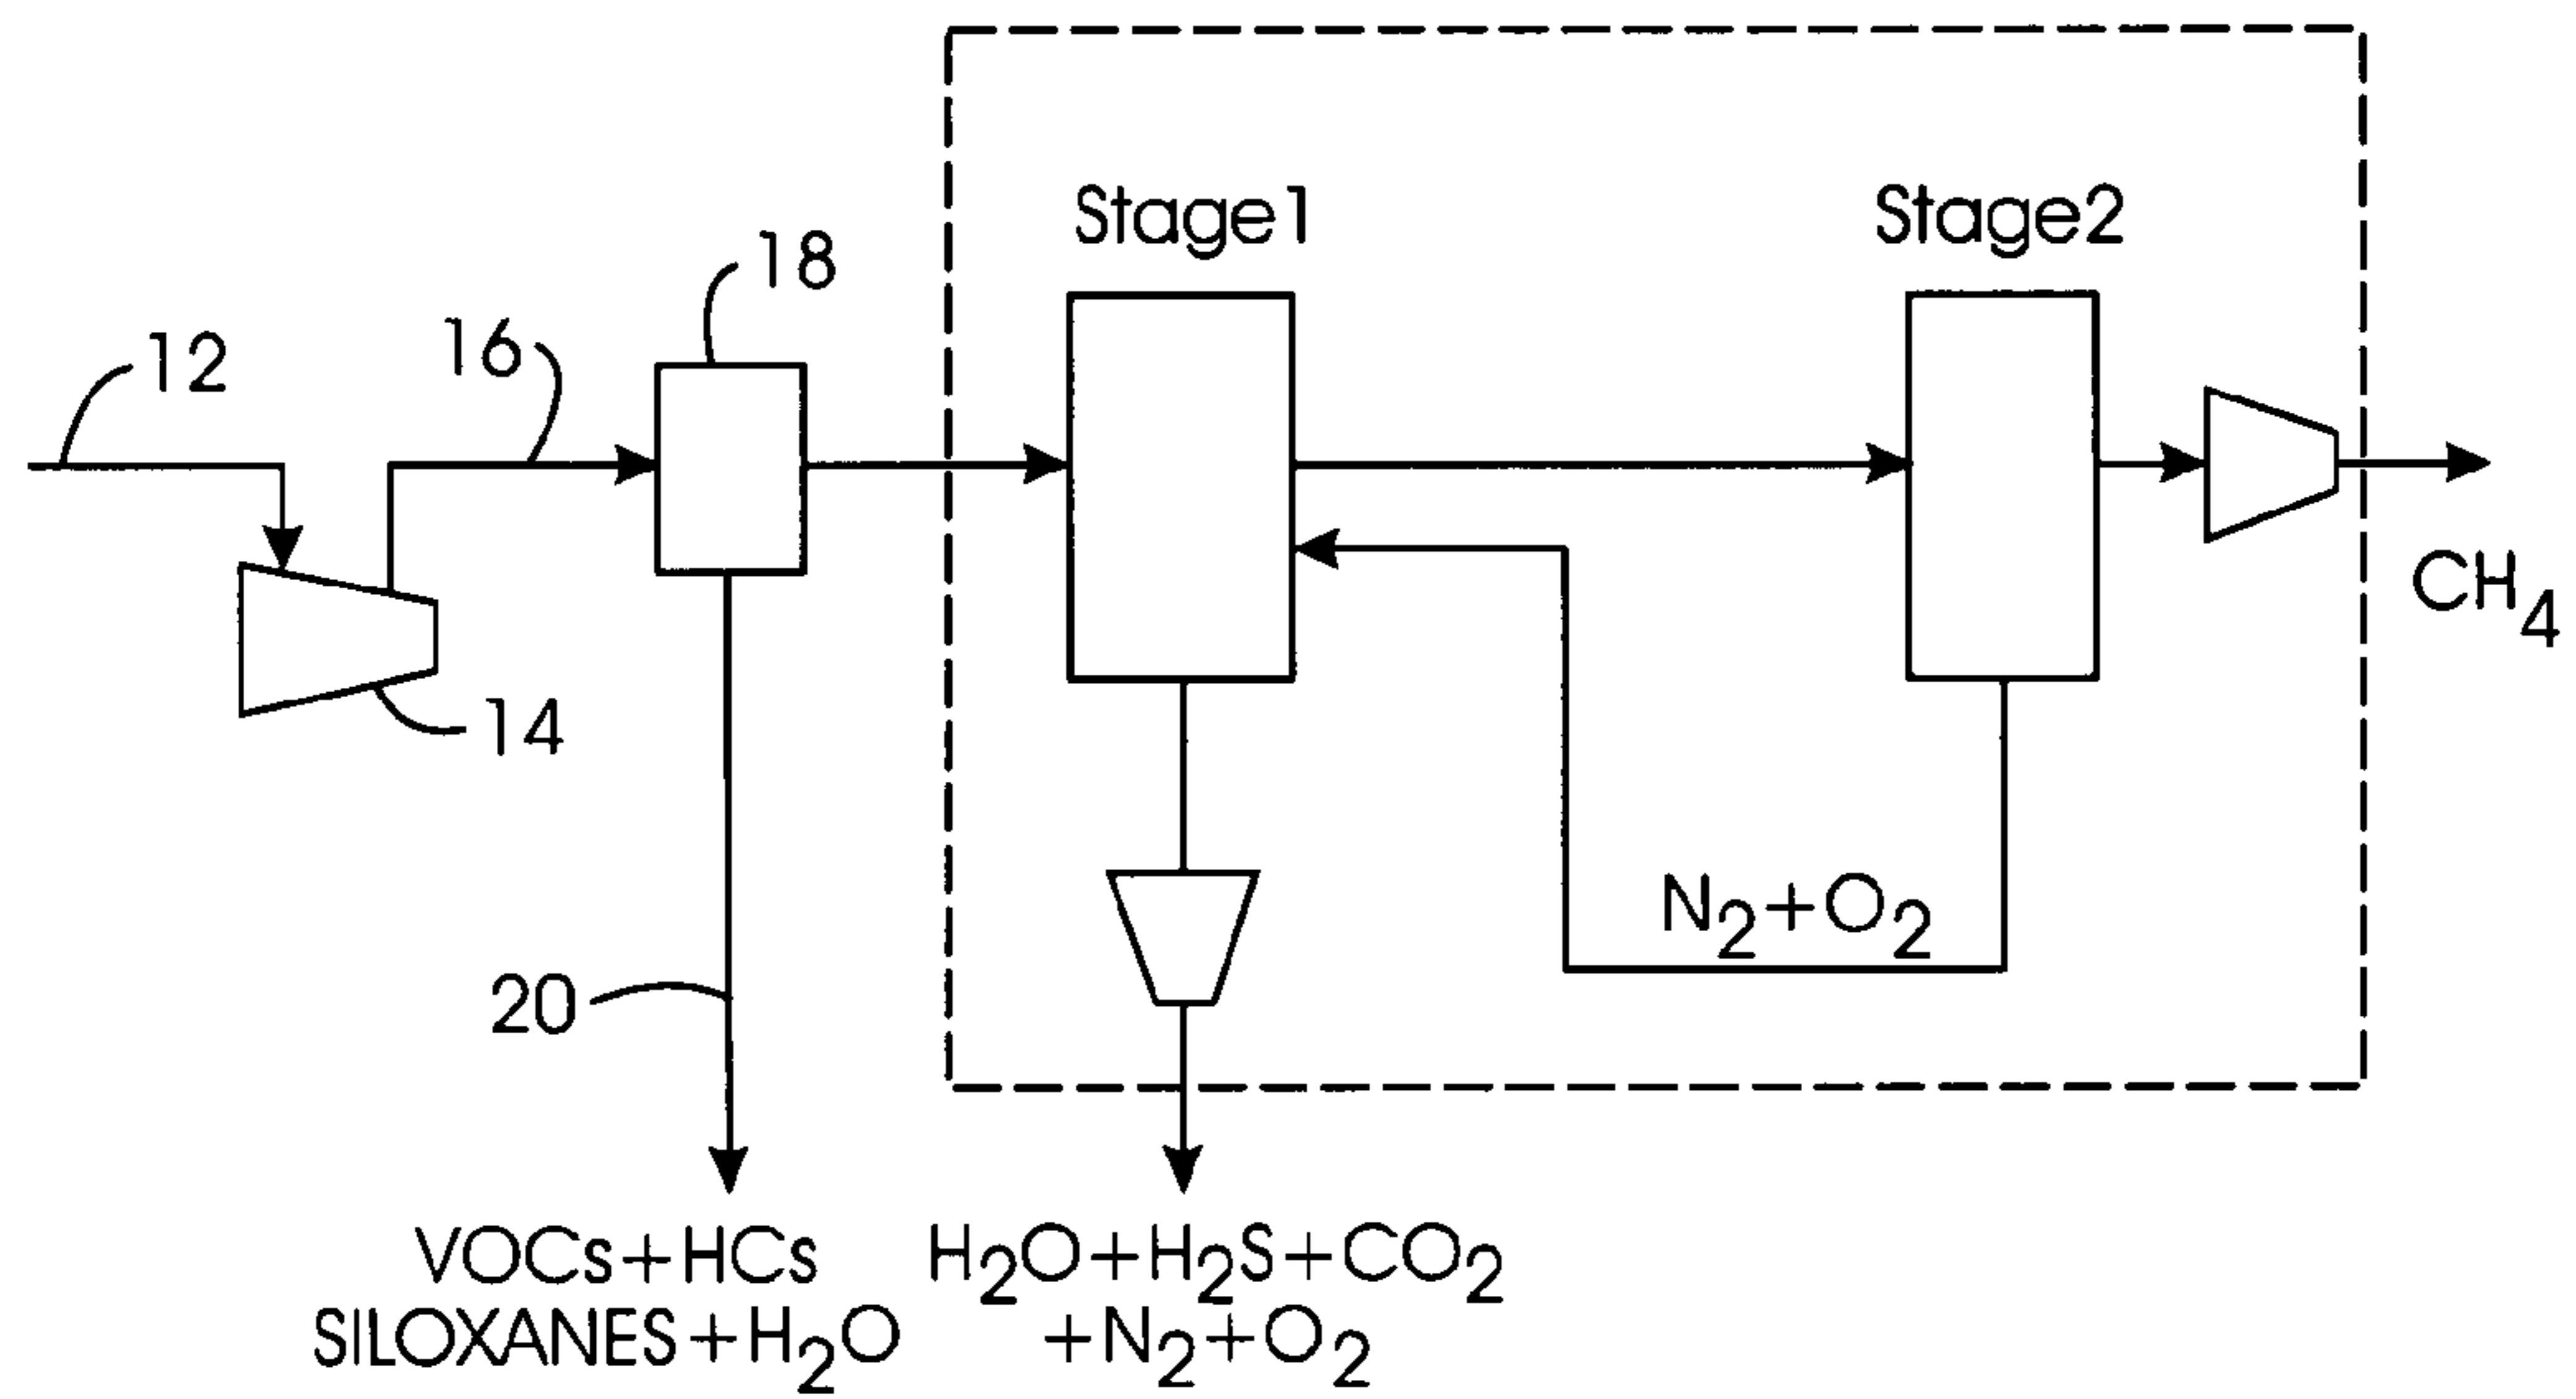 Stage1
Stage2
18
12
16
14
CH4
N2+O2
20
VOCs+HCs
SILOXANES+H2O
H2O+H2S+CO2
+N2+O2